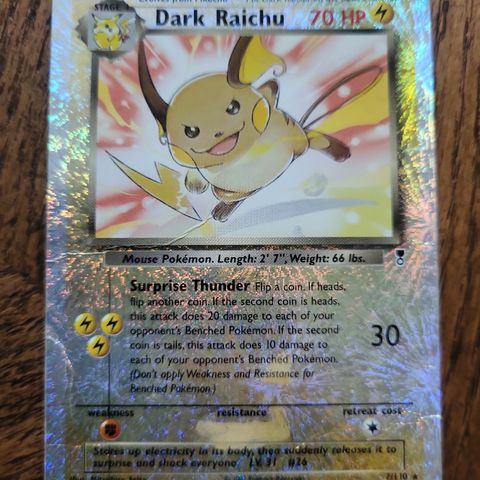 STAGE
Dark Raichu 70 HP
Mouse Pokémon. Length: 2' 7", Weight: 66 lbs.
Surprise Thunder Flip a coin. If heads,
flip another coin. If the second coin is heads,
this attack does 20 damage to each of your
opponent's Benched Pokémon. If the second
coin is tails, this attack does 10 damage to
each of your opponent's Benched Pokémon.
(Don't apply Weakness and Resistance for
Benched Pokémon.)
30
weakness resistance retreat cost
Stores up electricity in its body, then suddenly releases it to
surprise and shock everyone LV. 31 #26
7/110